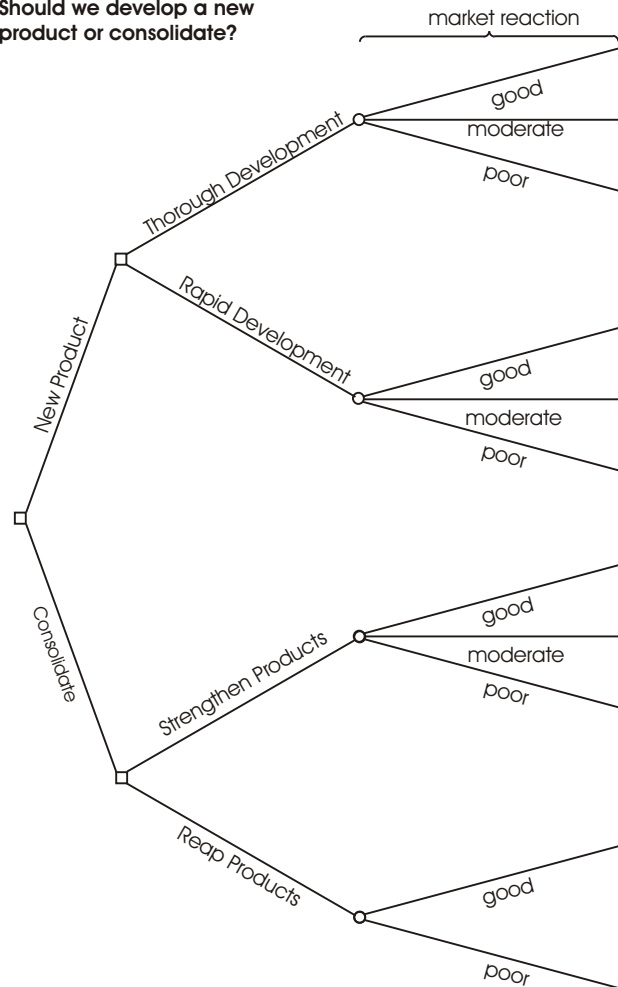 Should we develop a new
product or consolidate?
market reaction
good
moderate
poor
Thorough Development
Rapid Development
good
moderate
poor
New Product
Consolidate
good
moderate
poor
Strengthen Products
Reap Products
good
poor